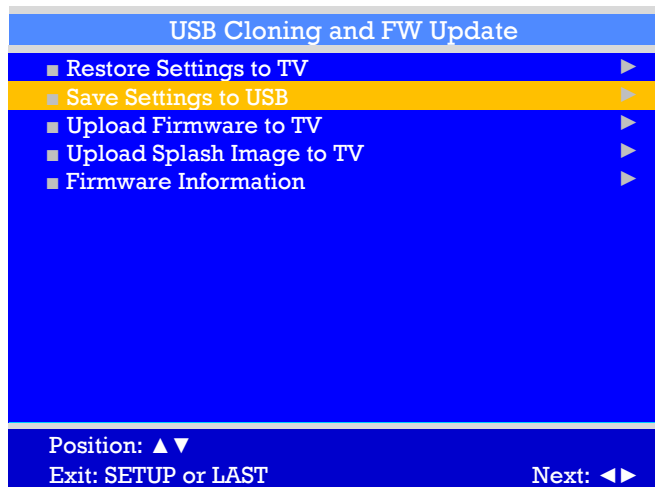 USB Cloning and FW Update
■ Restore Settings to TV ►
■ Save Settings to USB ►
■ Upload Firmware to TV ►
■ Upload Splash Image to TV ►
■ Firmware Information ►
Position: ▲▼
Exit: SETUP or LAST Next: ◄►